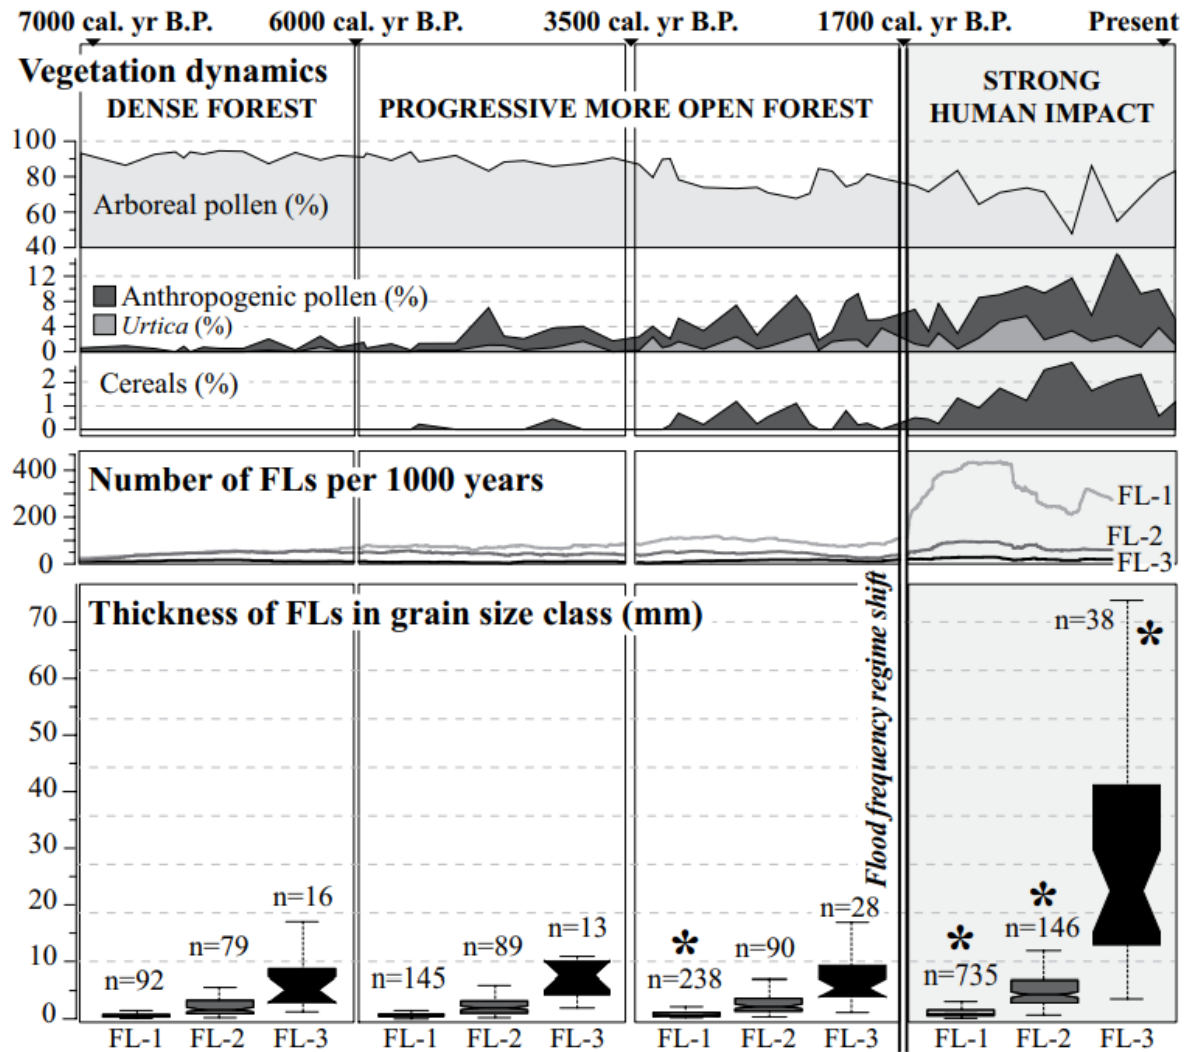 7000 cal. yr B.P. 6000 cal. yr B.P. 3500 cal. yr B.P. 1700 cal. yr B.P. Present
Vegetation dynamics
DENSE FOREST
PROGRESSIVE MORE OPEN FOREST
STRONG
HUMAN IMPACT
100
80
60
40
Arboreal pollen (%)
12
8
4
0
Anthropogenic pollen (%)
Urtica (%)
2
1
0
Cereals (%)
400
200
0
Number of FLs per 1000 years
FL-1
FL-2
FL-3
Flood frequency regime shift
Thickness of FLs in grain size class (mm)
70
60
50
40
30
20
10
0
n=92
n=79
n=16
n=145
n=89
n=13
*
n=238
n=90
n=28
*
n=735
*
n=146
n=38
*
FL-1 FL-2 FL-3 FL-1 FL-2 FL-3 FL-1 FL-2 FL-3 FL-1 FL-2 FL-3